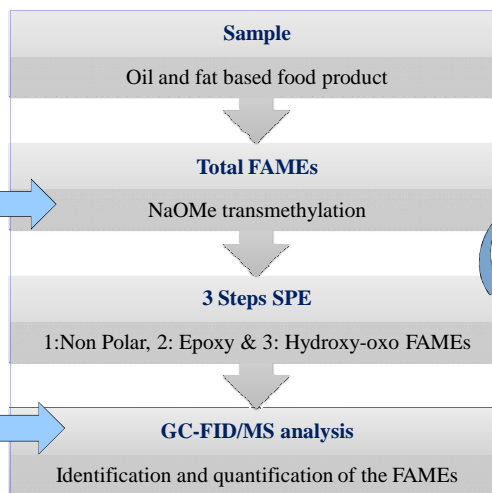 Sample
Oil and fat based food product
Total FAMEs
NaOMe transmethylation
3 Steps SPE
1:Non Polar, 2: Epoxy & 3: Hydroxy-oxo FAMEs
GC-FID/MS analysis
Identification and quantification of the FAMEs